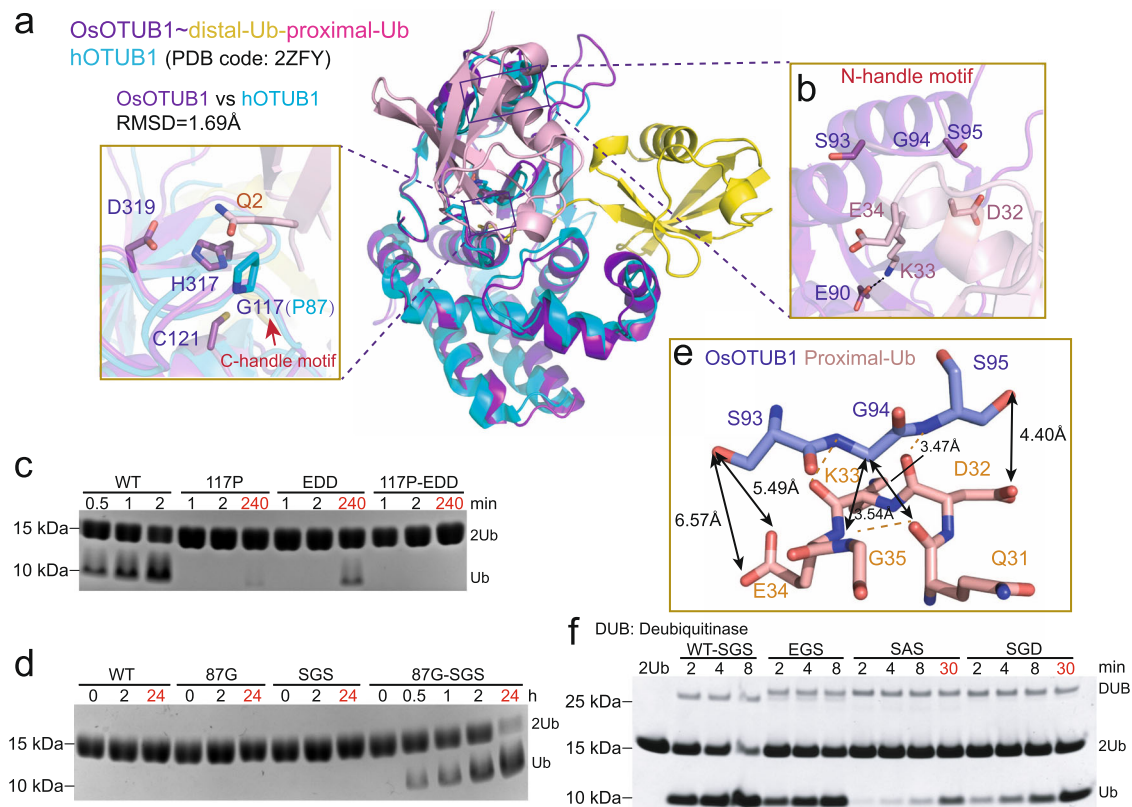 a
OsOTUB1~distal-Ub-proximal-Ub
hOTUB1 (PDB code: 2ZFY)
OsOTUB1 vs hOTUB1
RMSD=1.69Å
D319
Q2
H317
G117(P87)
C121
C-handle motif
b
N-handle motif
S93
G94
S95
E34
D32
K33
E90
c
WT 117P EDD 117P-EDD
0.5 1 2 1 2 240 1 2 240 1 2 240 min
15 kDa
2Ub
10 kDa
Ub
d
WT 87G SGS 87G-SGS
0 2 24 0 2 24 0 2 24 0 0.5 1 2 24 h
2Ub
15 kDa
Ub
10 kDa
e
OsOTUB1 Proximal-Ub
S95
S93
G94
4.40Å
3.47Å
K33
D32
5.49Å
6.57Å
3.54Å
G35
Q31
E34
f
DUB: Deubiquitinase
WT-SGS EGS SAS SGD
2Ub 2 4 8 2 4 8 2 4 8 30 2 4 8 30 min
DUB
25 kDa
15 kDa
2Ub
10 kDa
Ub